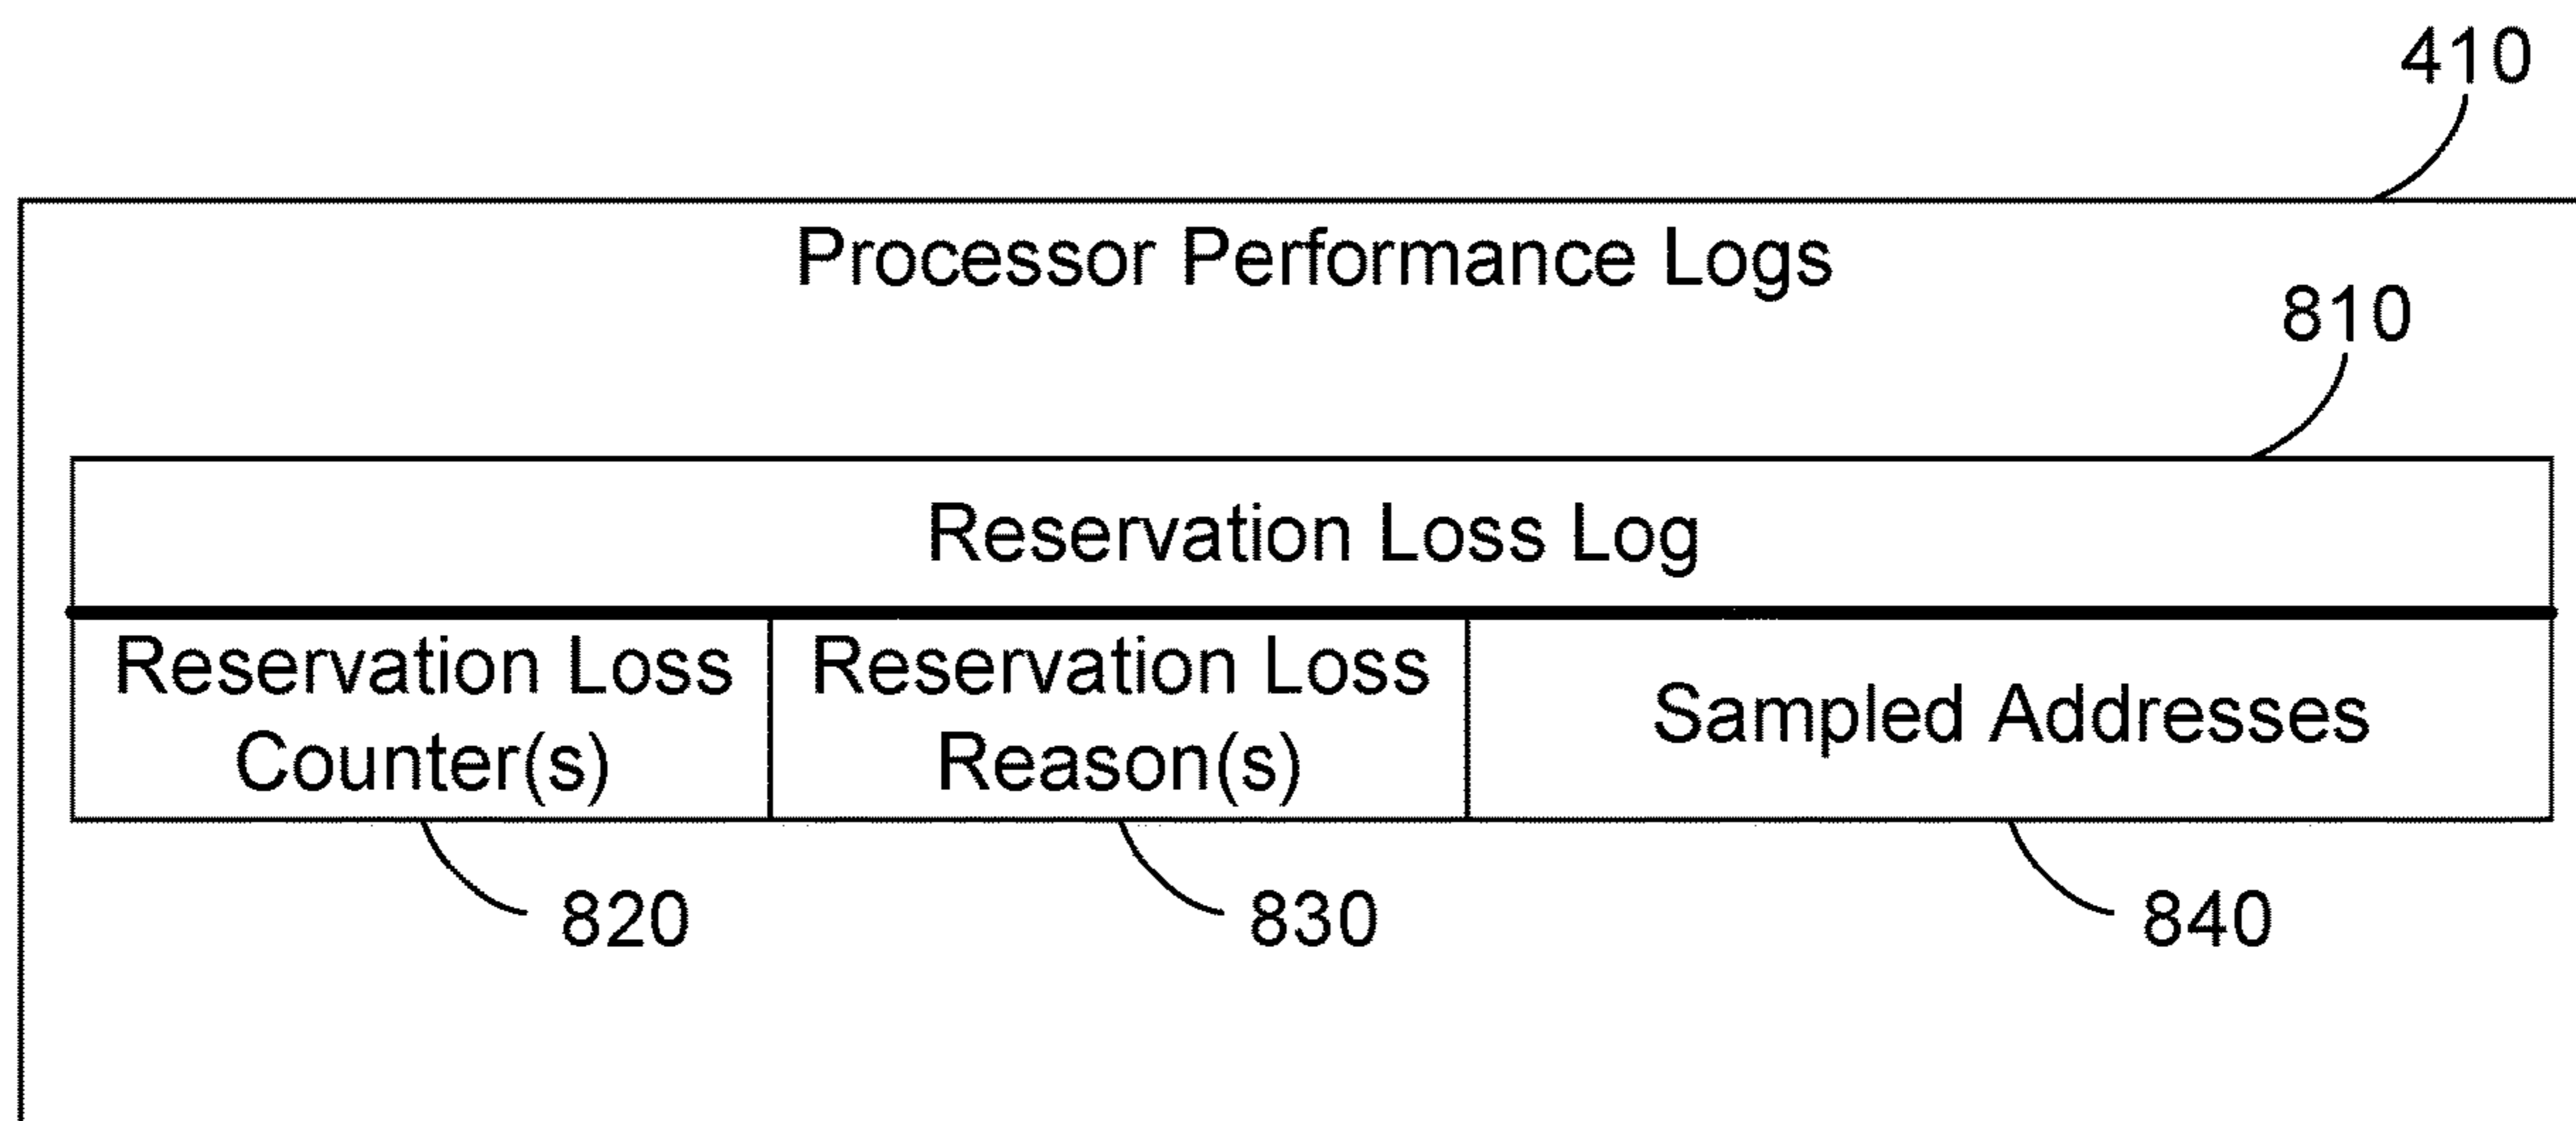 410
Processor Performance Logs
810
Reservation Loss Log
Reservation Loss
Counter(s)
Reservation Loss
Reason(s)
Sampled Addresses
820
830
840